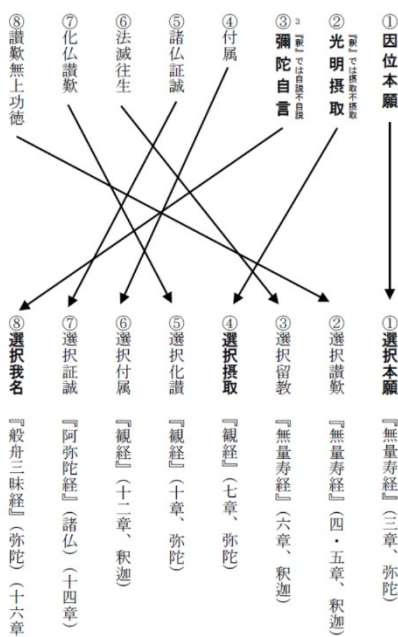 ①因位本願
②光明摂取
『釈』では摂取不摂取
③彌陀自言
3『釈』では自説不自説
④付属
⑤諸仏証誠
⑥法滅往生
⑦化仏讃歎
⑧讃歎無上功徳
①選択本願 『無量寿経』（三章、弥陀）
②選択讃歎 『無量寿経』（四・五章、釈迦）
③選択留教 『無量寿経』（六章、釈迦）
④選択摂取 『観経』（七章、弥陀）
⑤選択化讃 『観経』（十章、弥陀）
⑥選択付属 『観経』（十二章、釈迦）
⑦選択証誠 『阿弥陀経』（諸仏）（十四章）
⑧選択我名 『般舟三昧経』（弥陀）（十六章